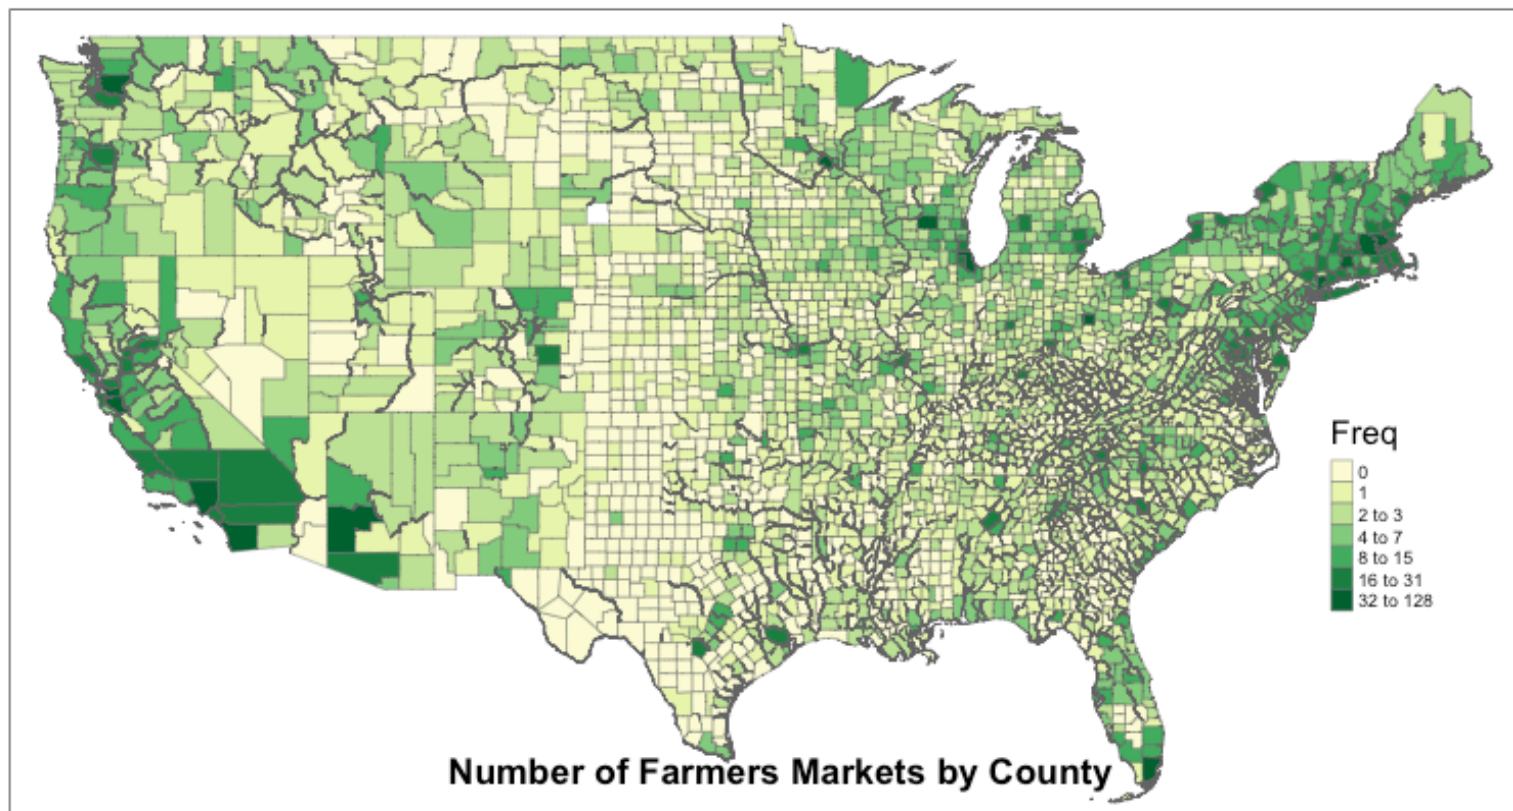 Freq
0
1
2 to 3
4 to 7
8 to 15
16 to 31
32 to 128
Number of Farmers Markets by County